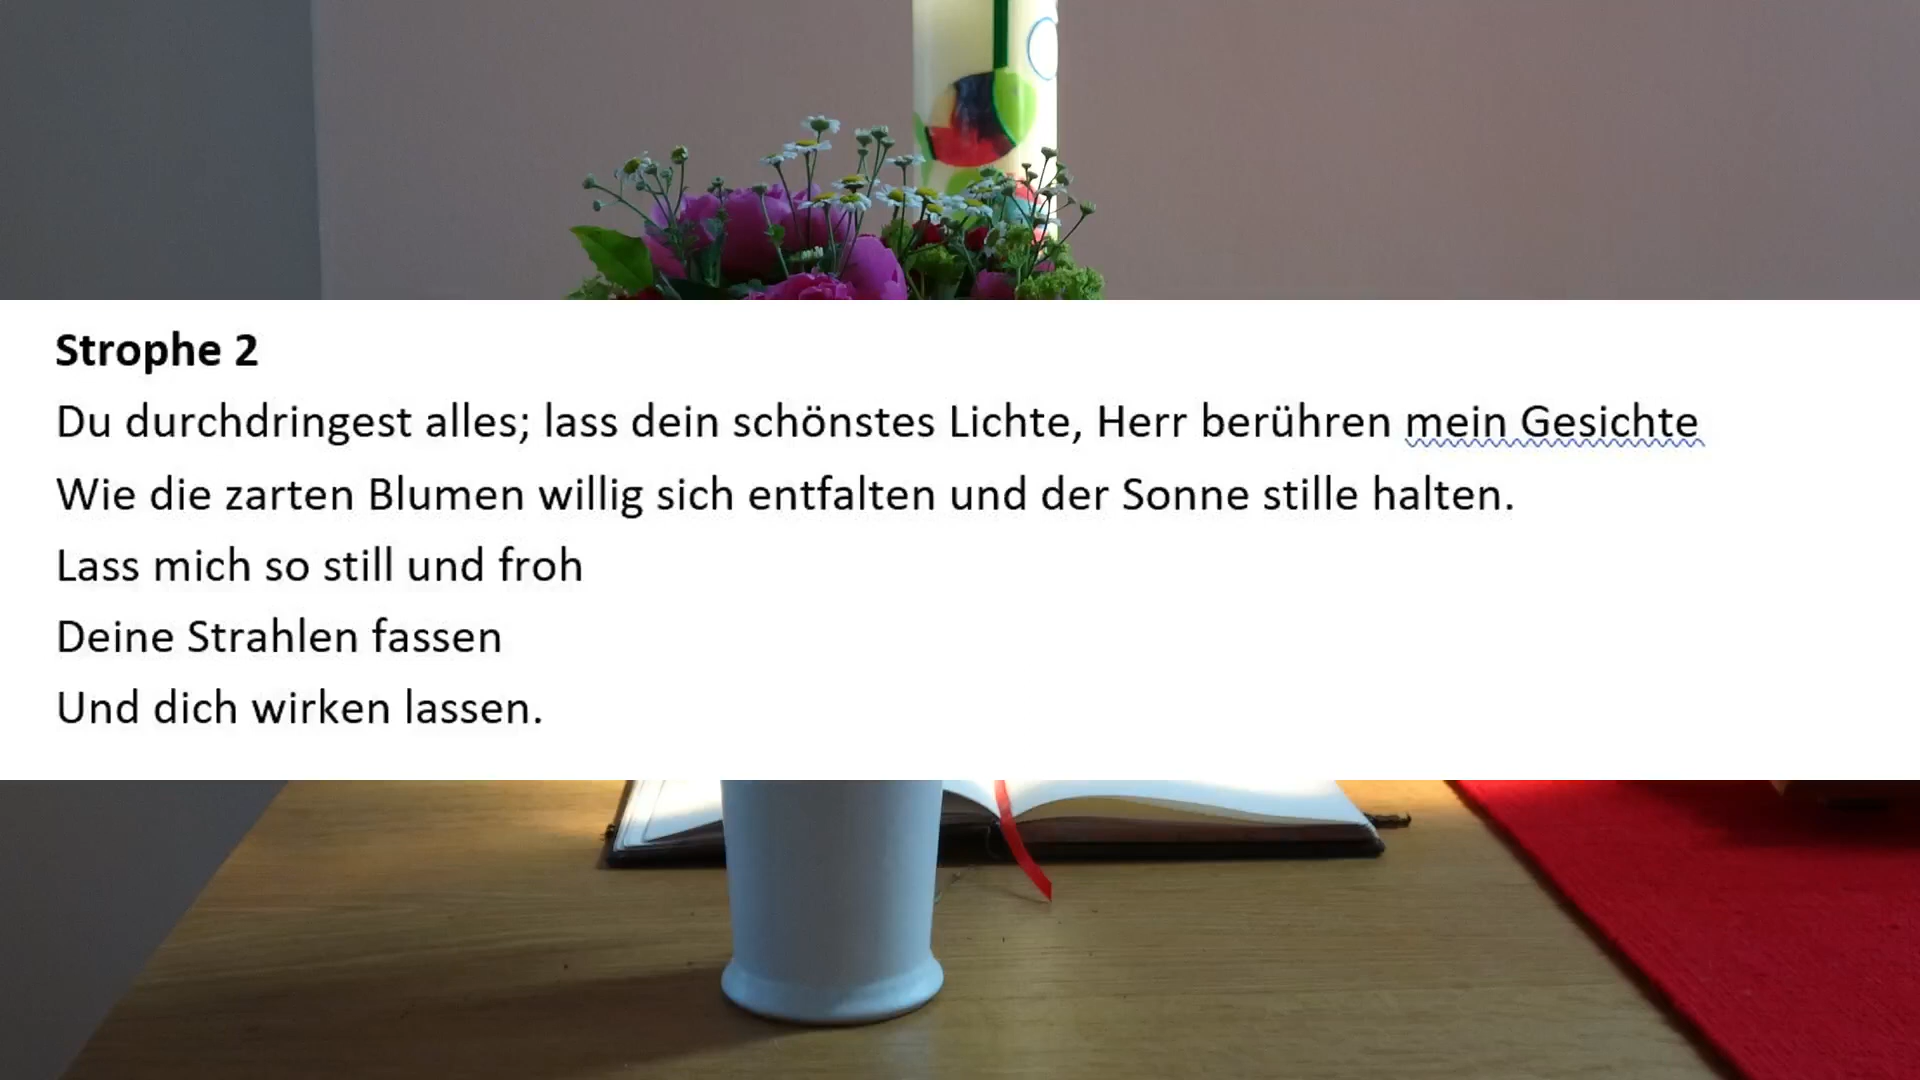 Strophe 2
Du durchdringest alles; lass dein schönstes Lichte, Herr berühren mein Gesichte
Wie die zarten Blumen willig sich entfalten und der Sonne stille halten.
Lass mich so still und froh
Deine Strahlen fassen
Und dich wirken lassen.